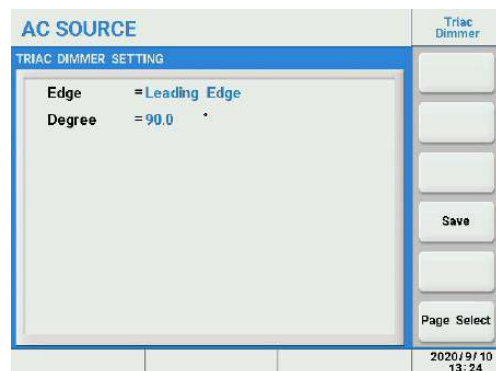 AC SOURCE
Triac
Dimmer
TRIAC DIMMER SETTING
Edge =Leading Edge
Degree =90.0 °
Save
Page Select
2020/9/10
13:24